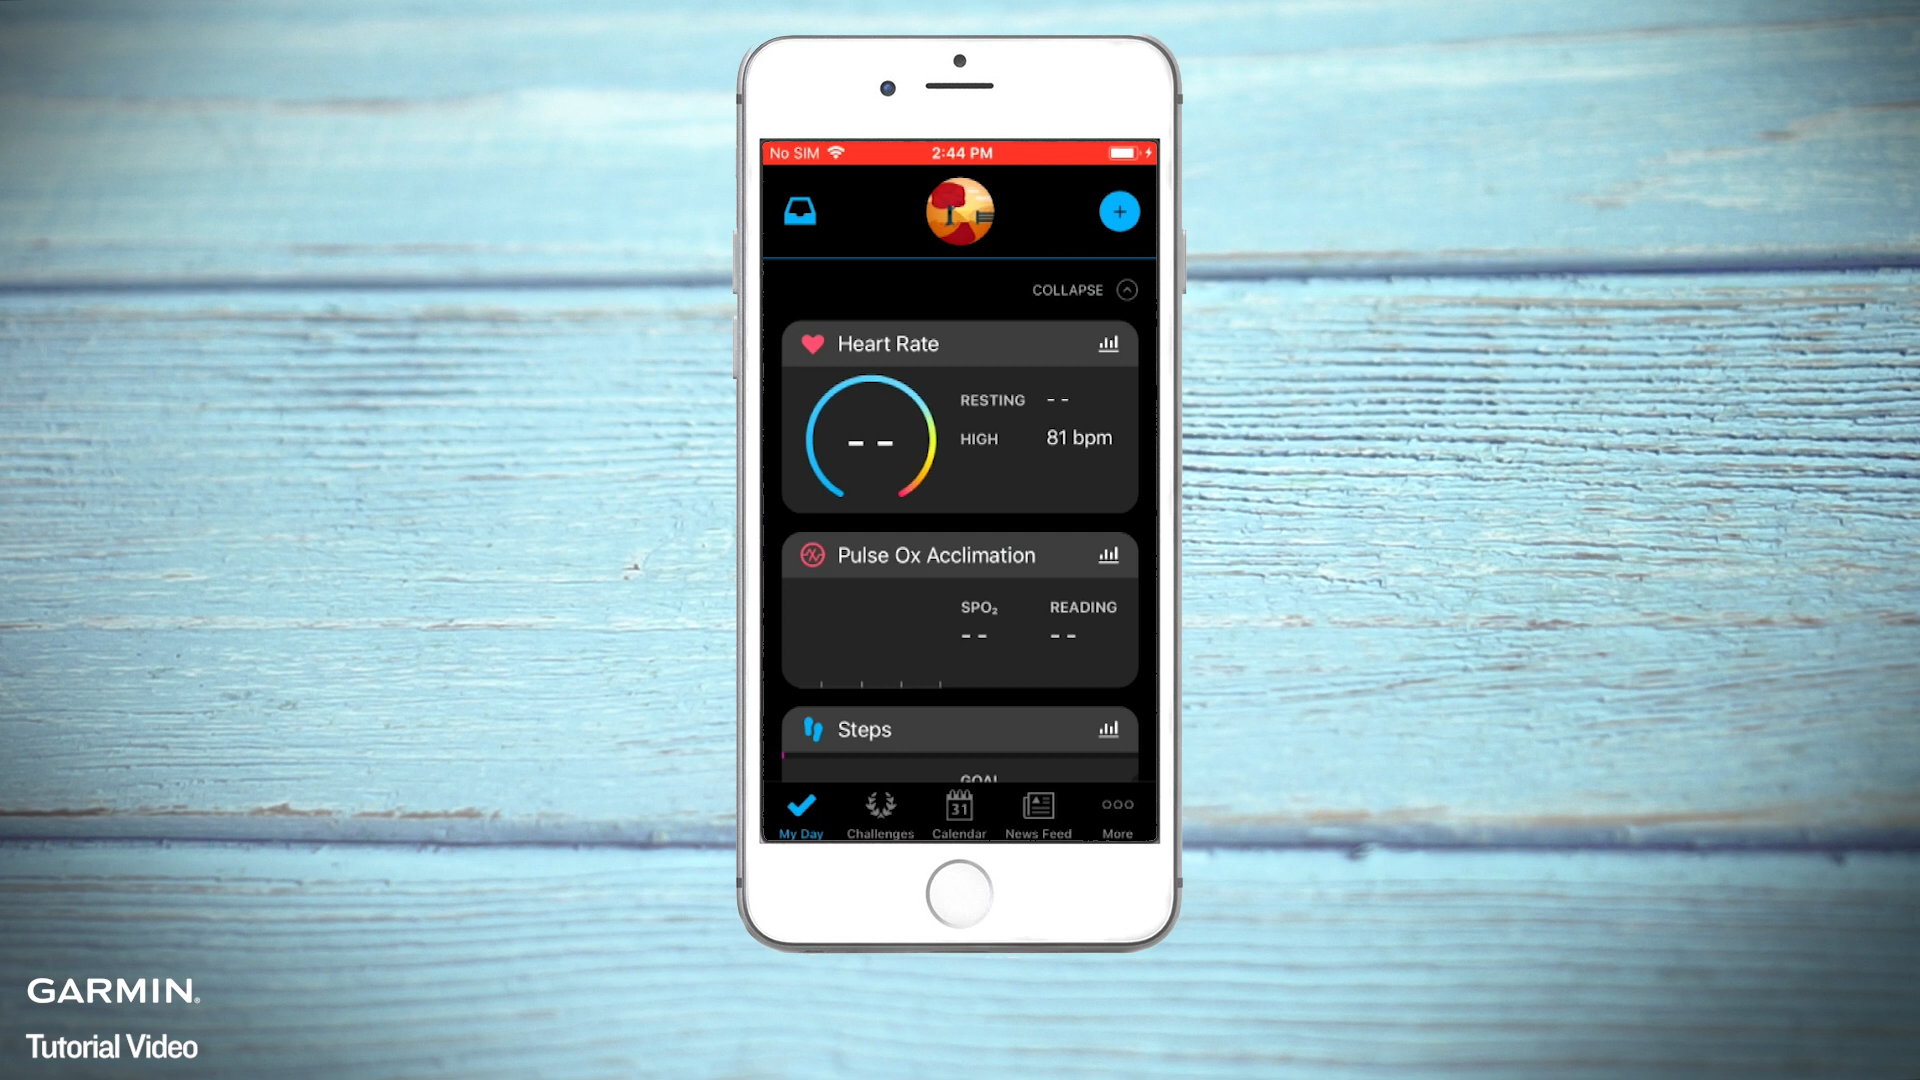 No SIM 2:44 PM
COLLAPSE
Heart Rate
RESTING - -
- -
HIGH 81 bpm
Pulse Ox Acclimation
SPO₂ READING
- - - -
Steps
GOAL
31
My Day Challenges Calendar News Feed More
GARMIN®
Tutorial Video